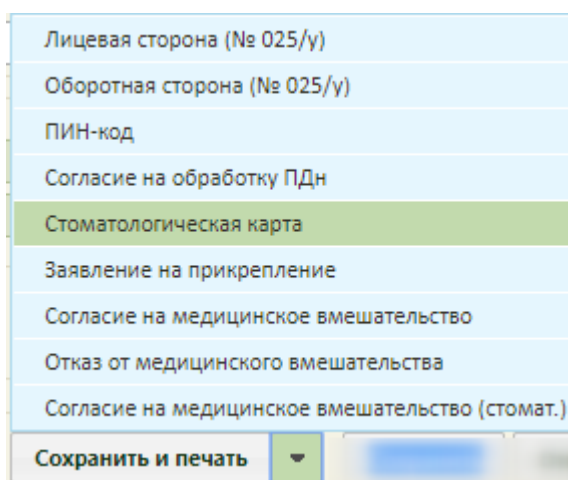 Лицевая сторона (№ 025/у)
Оборотная сторона (№ 025/у)
ПИН-код
Согласие на обработку ПДн
Стоматологическая карта
Заявление на прикрепление
Согласие на медицинское вмешательство
Отказ от медицинского вмешательства
Согласие на медицинское вмешательство (стомат.)
Сохранить и печать